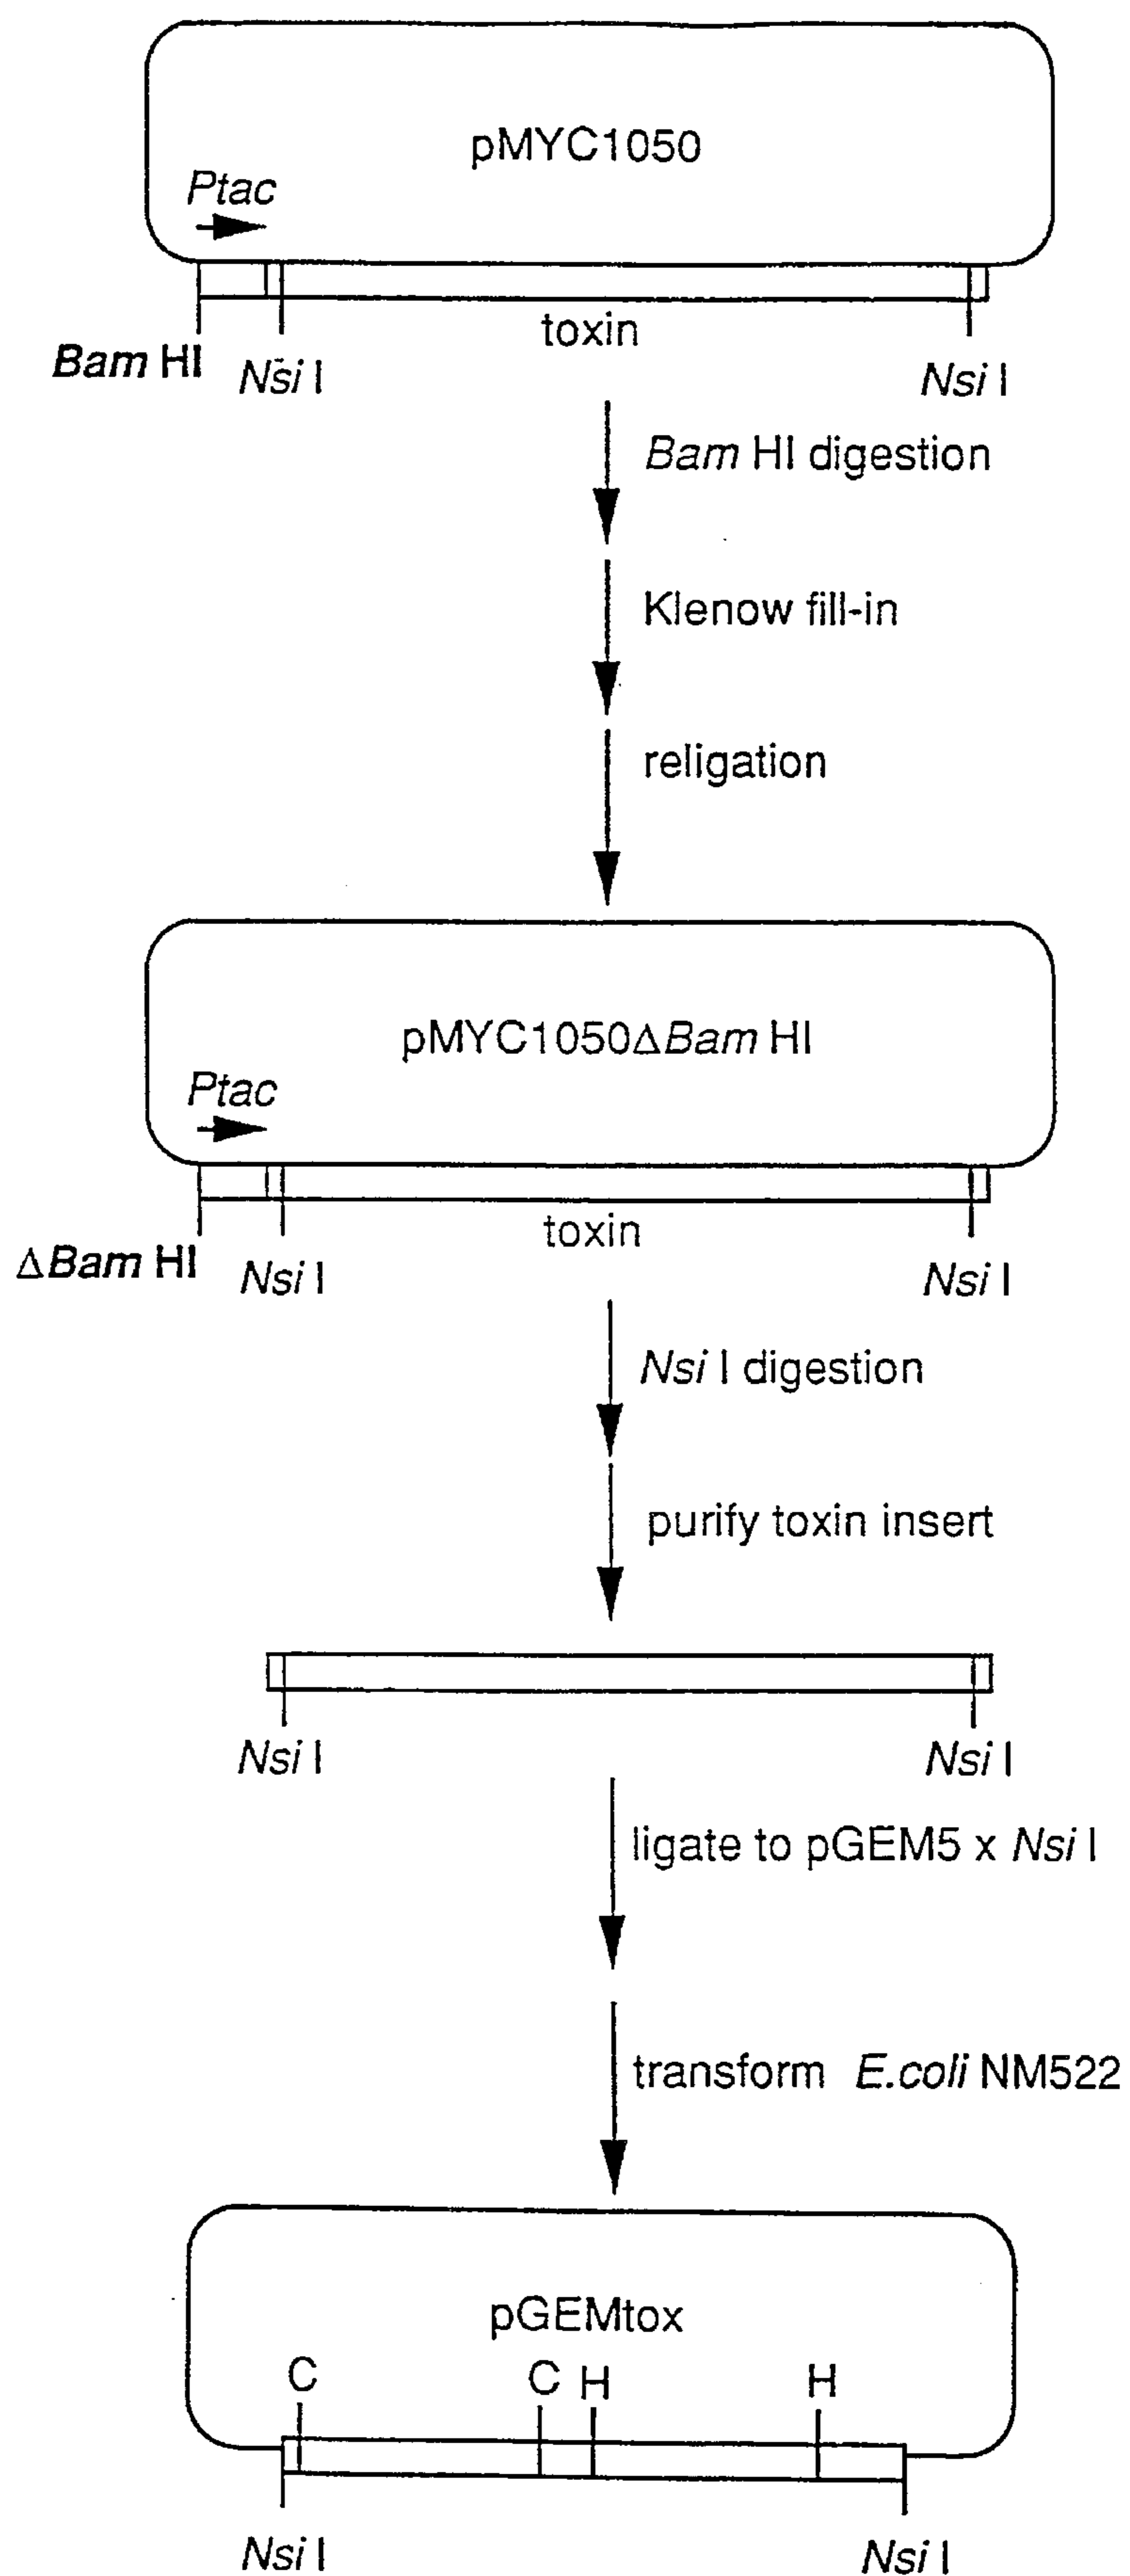 pMYC1050
Ptac
toxin
Bam HI
Nsi I
Nsi I
Bam HI digestion
Klenow fill-in
religation
pMYC1050ΔBam HI
Ptac
toxin
ΔBam HI
Nsi I
Nsi I
Nsi I digestion
purify toxin insert
Nsi I
Nsi I
ligate to pGEM5 x Nsi I
transform E.coli NM522
pGEMtox
C
C
H
H
Nsi I
Nsi I